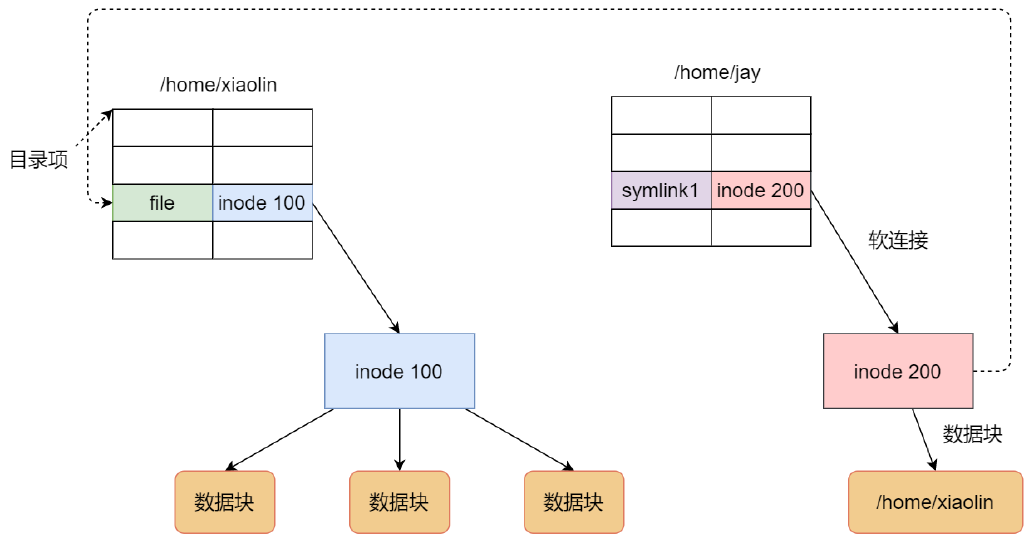 /home/xiaolin
/home/jay
目录项
file
inode 100
symlink1
inode 200
软连接
inode 100
inode 200
数据块
数据块
数据块
数据块
/home/xiaolin